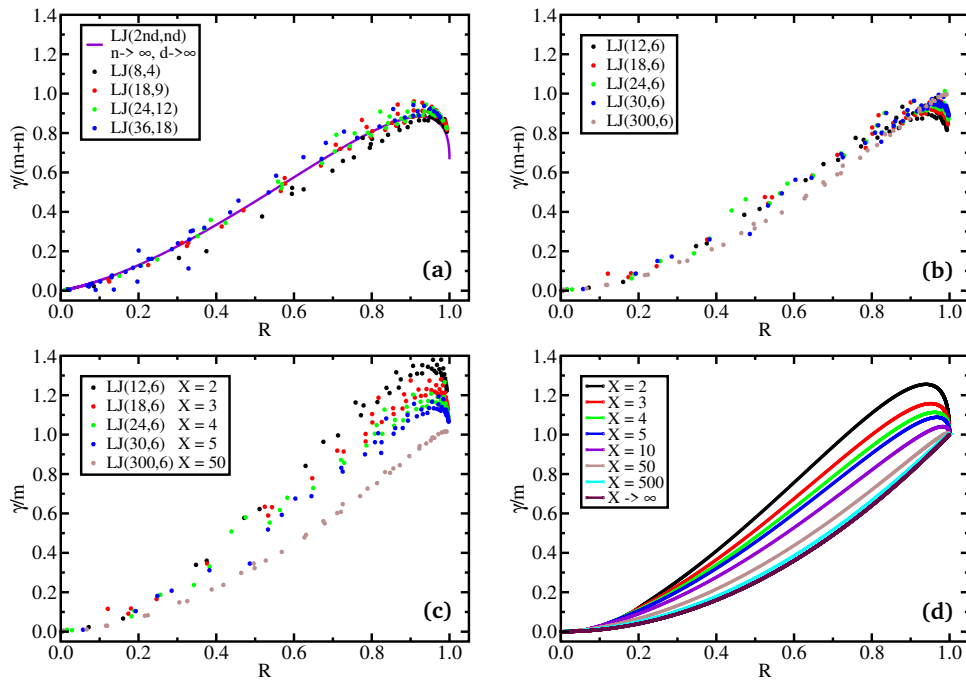 1.4
1.2
1.0
0.8
0.6
0.4
0.2
0.0
γ/(m+n)
LJ(2nd,nd)
n-> ∞, d->∞
LJ(8,4)
LJ(18,9)
LJ(24,12)
LJ(36,18)
(a)
0.0 0.2 0.4 0.6 0.8 1.0
R
1.4
1.2
1.0
0.8
0.6
0.4
0.2
0.0
γ/(m+n)
LJ(12,6)
LJ(18,6)
LJ(24,6)
LJ(30,6)
LJ(300,6)
(b)
0.0 0.2 0.4 0.6 0.8 1.0
R
1.4
1.2
1.0
0.8
0.6
0.4
0.2
0.0
γ/m
LJ(12,6) X = 2
LJ(18,6) X = 3
LJ(24,6) X = 4
LJ(30,6) X = 5
LJ(300,6) X = 50
(c)
0.0 0.2 0.4 0.6 0.8 1.0
R
1.4
1.2
1.0
0.8
0.6
0.4
0.2
0.0
γ/m
X = 2
X = 3
X = 4
X = 5
X = 10
X = 50
X = 500
X -> ∞
(d)
0.0 0.2 0.4 0.6 0.8 1.0
R